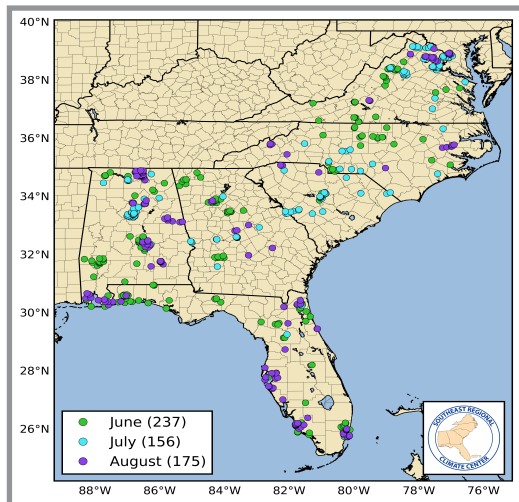 40°N
38°N
36°N
34°N
32°N
30°N
28°N
26°N
June (237)
July (156)
August (175)
SOUTHEAST REGIONAL
CLIMATE CENTER
88°W 86°W 84°W 82°W 80°W 78°W 76°W